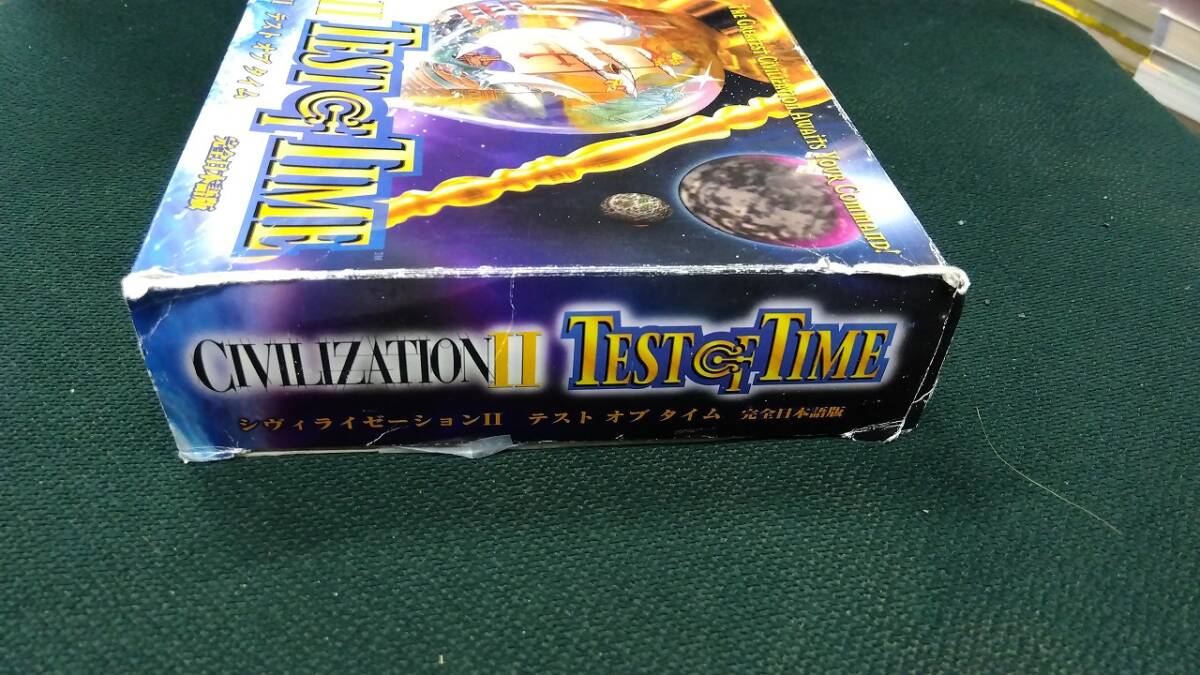 THE GREATEST CIVILIZATION AWAITS YOUR COMMAND!
II
TEST OF TIME
テスト オブ タイム
完全日本語版
TM
CIVILIZATION II TEST OF TIME
シヴィライゼーションII テスト オブ タイム 完全日本語版